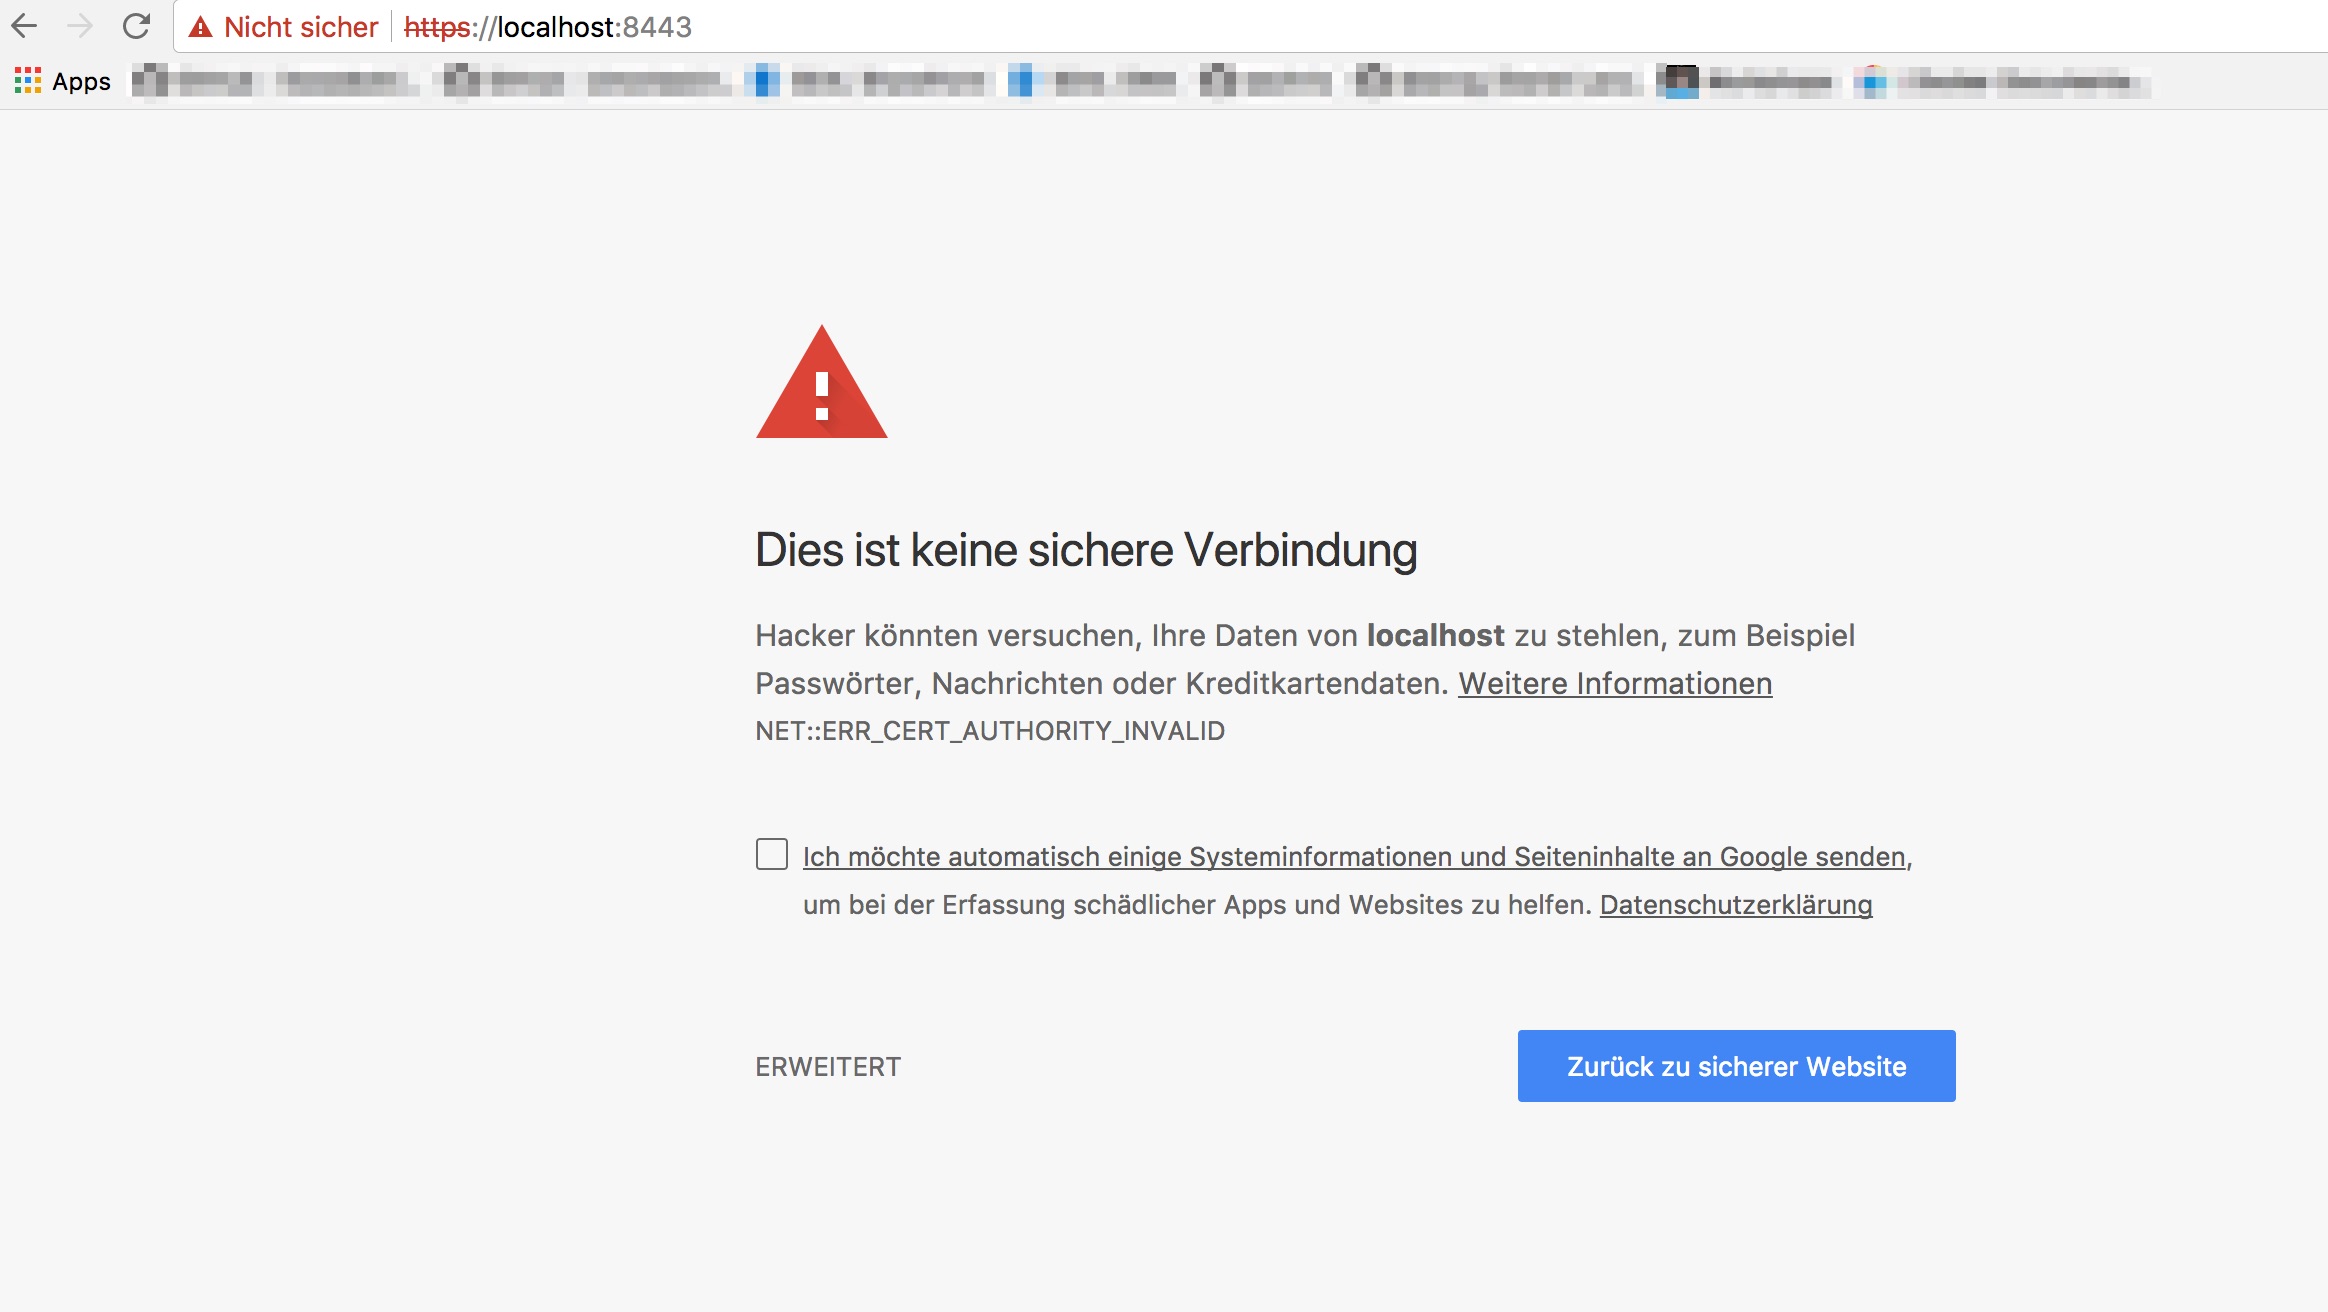 Nicht sicher https://localhost:8443
Apps
Dies ist keine sichere Verbindung
Hacker könnten versuchen, Ihre Daten von localhost zu stehlen, zum Beispiel
Passwörter, Nachrichten oder Kreditkartendaten. Weitere Informationen
NET::ERR_CERT_AUTHORITY_INVALID
Ich möchte automatisch einige Systeminformationen und Seiteninhalte an Google senden,
um bei der Erfassung schädlicher Apps und Websites zu helfen. Datenschutzerklärung
ERWEITERT
Zurück zu sicherer Website